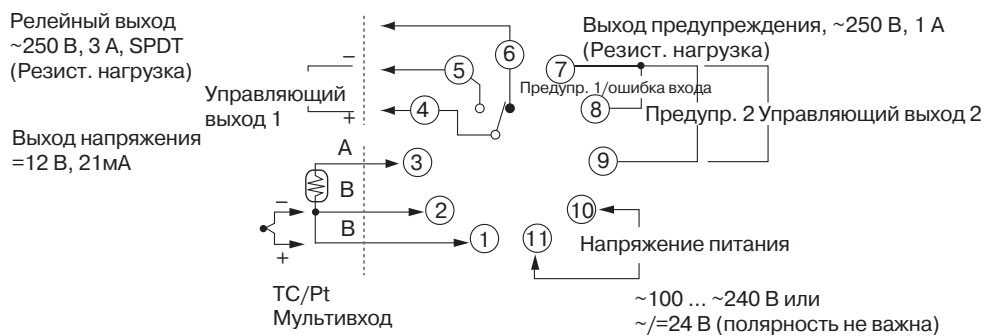 Релейный выход
~250 В, 3 А, SPDT
(Резист. нагрузка)
Управляющий
выход 1
–
+
Выход напряжения
=12 В, 21мА
6
5
4
A
3
B
2
B
1
–
+
TC/Pt
Мультивход
Выход предупреждения, ~250 В, 1 А
(Резист. нагрузка)
7
Предупр. 1/ошибка входа
8
Предупр. 2 Управляющий выход 2
9
10
11
Напряжение питания
~100 ... ~240 В или
~/=24 В (полярность не важна)